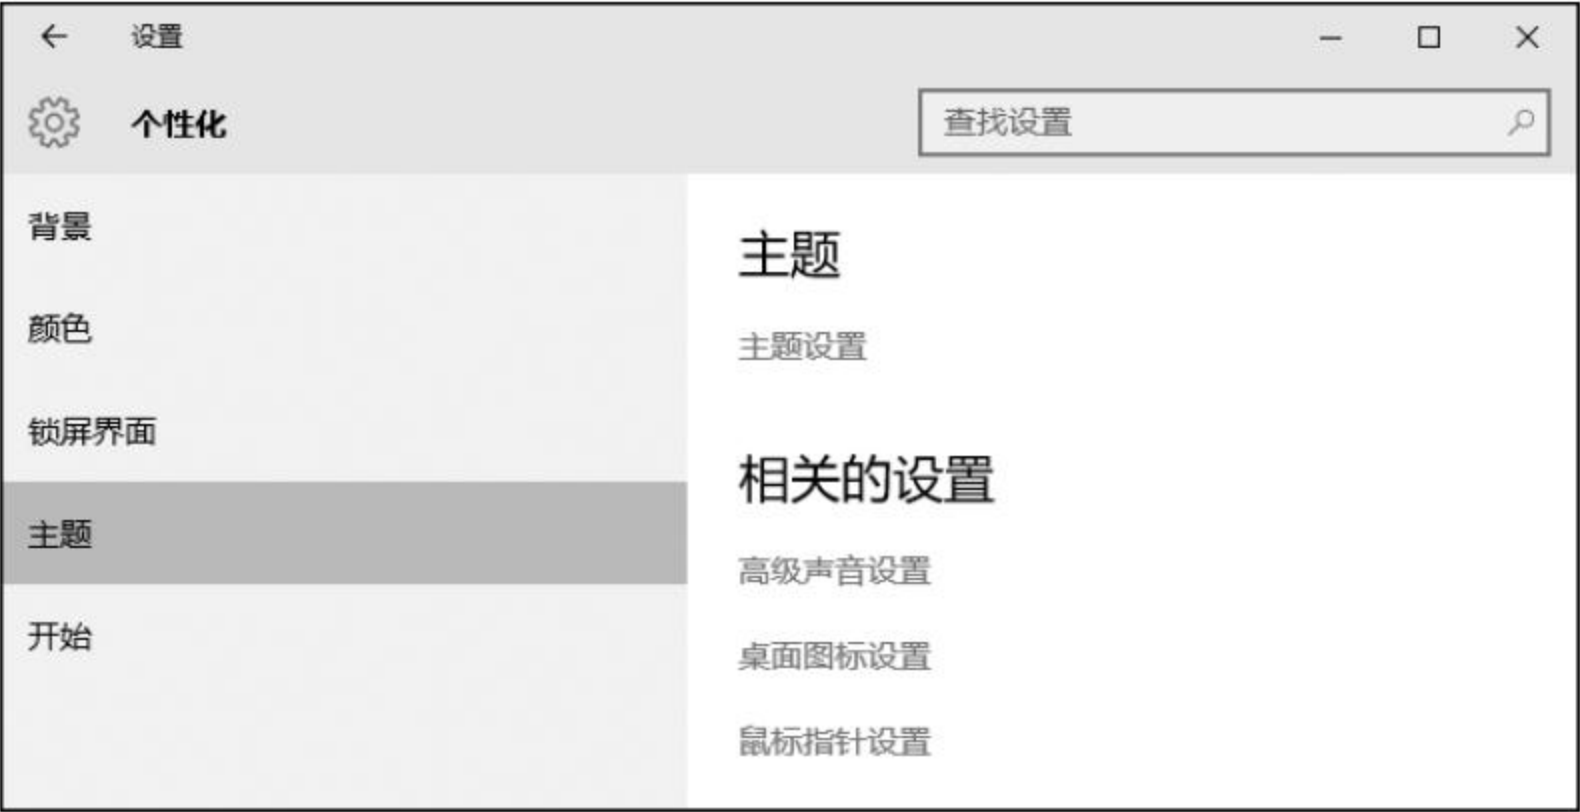 设置
个性化
查找设置
背景
颜色
锁屏界面
主题
开始
主题
主题设置
相关的设置
高级声音设置
桌面图标设置
鼠标指针设置